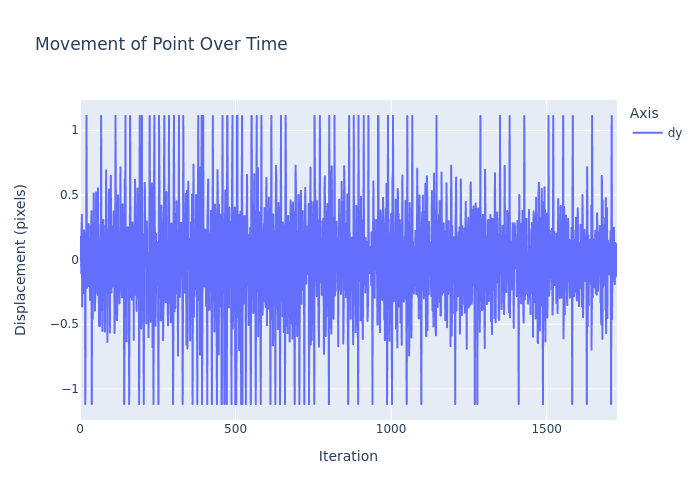 Movement of Point Over Time
Axis
dy
1
0.5
0
−0.5
−1
Displacement (pixels)
0
500
1000
1500
Iteration